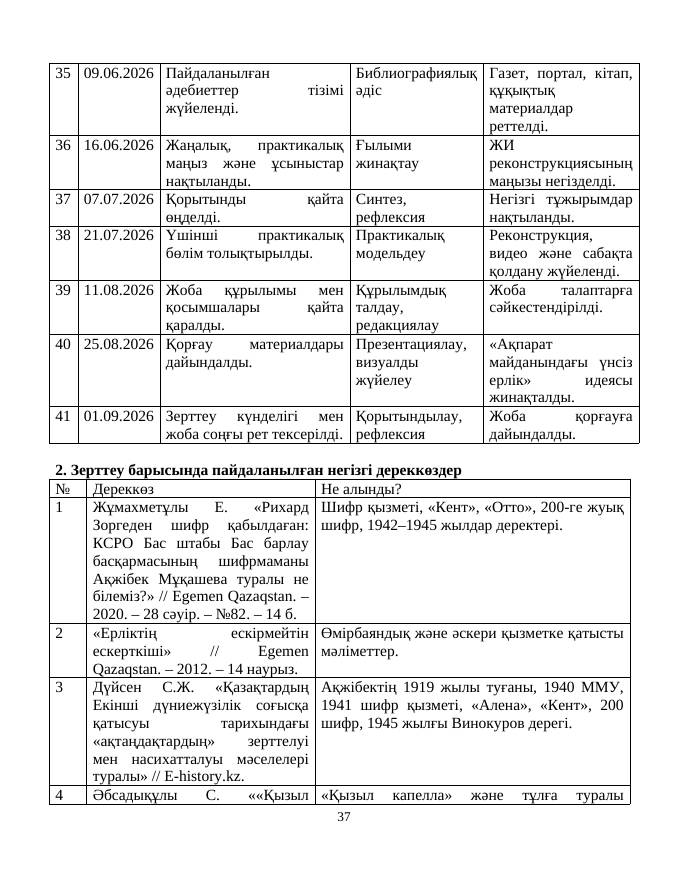 35 09.06.2026 Пайдаланылған Библиографиялық Газет, портал, кітап,
әдебиеттер тізімі әдіс құқықтық
жүйеленді. материалдар
реттелді.
36 16.06.2026 Жаңалық, практикалық Ғылыми ЖИ
маңыз және ұсыныстар жинақтау реконструкциясының
нақтыланды. маңызы негізделді.
37 07.07.2026 Қорытынды қайта Синтез, Негізгі тұжырымдар
өңделді. рефлексия нақтыланды.
38 21.07.2026 Үшінші практикалық Практикалық Реконструкция,
бөлім толықтырылды. модельдеу видео және сабақта
қолдану жүйеленді.
39 11.08.2026 Жоба құрылымы мен Құрылымдық Жоба талаптарға
қосымшалары қайта талдау, сәйкестендірілді.
қаралды. редакциялау
40 25.08.2026 Қорғау материалдары Презентациялау, «Ақпарат
дайындалды. визуалды майданындағы үнсіз
жүйелеу ерлік» идеясы
жинақталды.
41 01.09.2026 Зерттеу күнделігі мен Қорытындылау, Жоба қорғауға
жоба соңғы рет тексерілді. рефлексия дайындалды.
2. Зерттеу барысында пайдаланылған негізгі дереккөздер
№ Дереккөз Не алынды?
1 Жұмахметұлы Е. «Рихард Шифр қызметі, «Кент», «Отто», 200-ге жуық
Зоргеден шифр қабылдаған: шифр, 1942–1945 жылдар деректері.
КСРО Бас штабы Бас барлау
басқармасының шифрмаманы
Ақжібек Мұқашева туралы не
білеміз?» // Egemen Qazaqstan. –
2020. – 28 сәуір. – №82. – 14 б.
2 «Ерліктің ескірмейтін Өмірбаяндық және әскери қызметке қатысты
ескерткіші» // Egemen мәліметтер.
Qazaqstan. – 2012. – 14 наурыз.
3 Дүйсен С.Ж. «Қазақтардың Ақжібектің 1919 жылы туғаны, 1940 ММУ,
Екінші дүниежүзілік соғысқа 1941 шифр қызметі, «Алена», «Кент», 200
қатысуы тарихындағы шифр, 1945 жылғы Винокуров дерегі.
«ақтаңдақтардың» зерттелуі
мен насихатталуы мәселелері
туралы» // E-history.kz.
4 Әбсадықұлы С. ««Қызыл «Қызыл капелла» және тұлға туралы
37